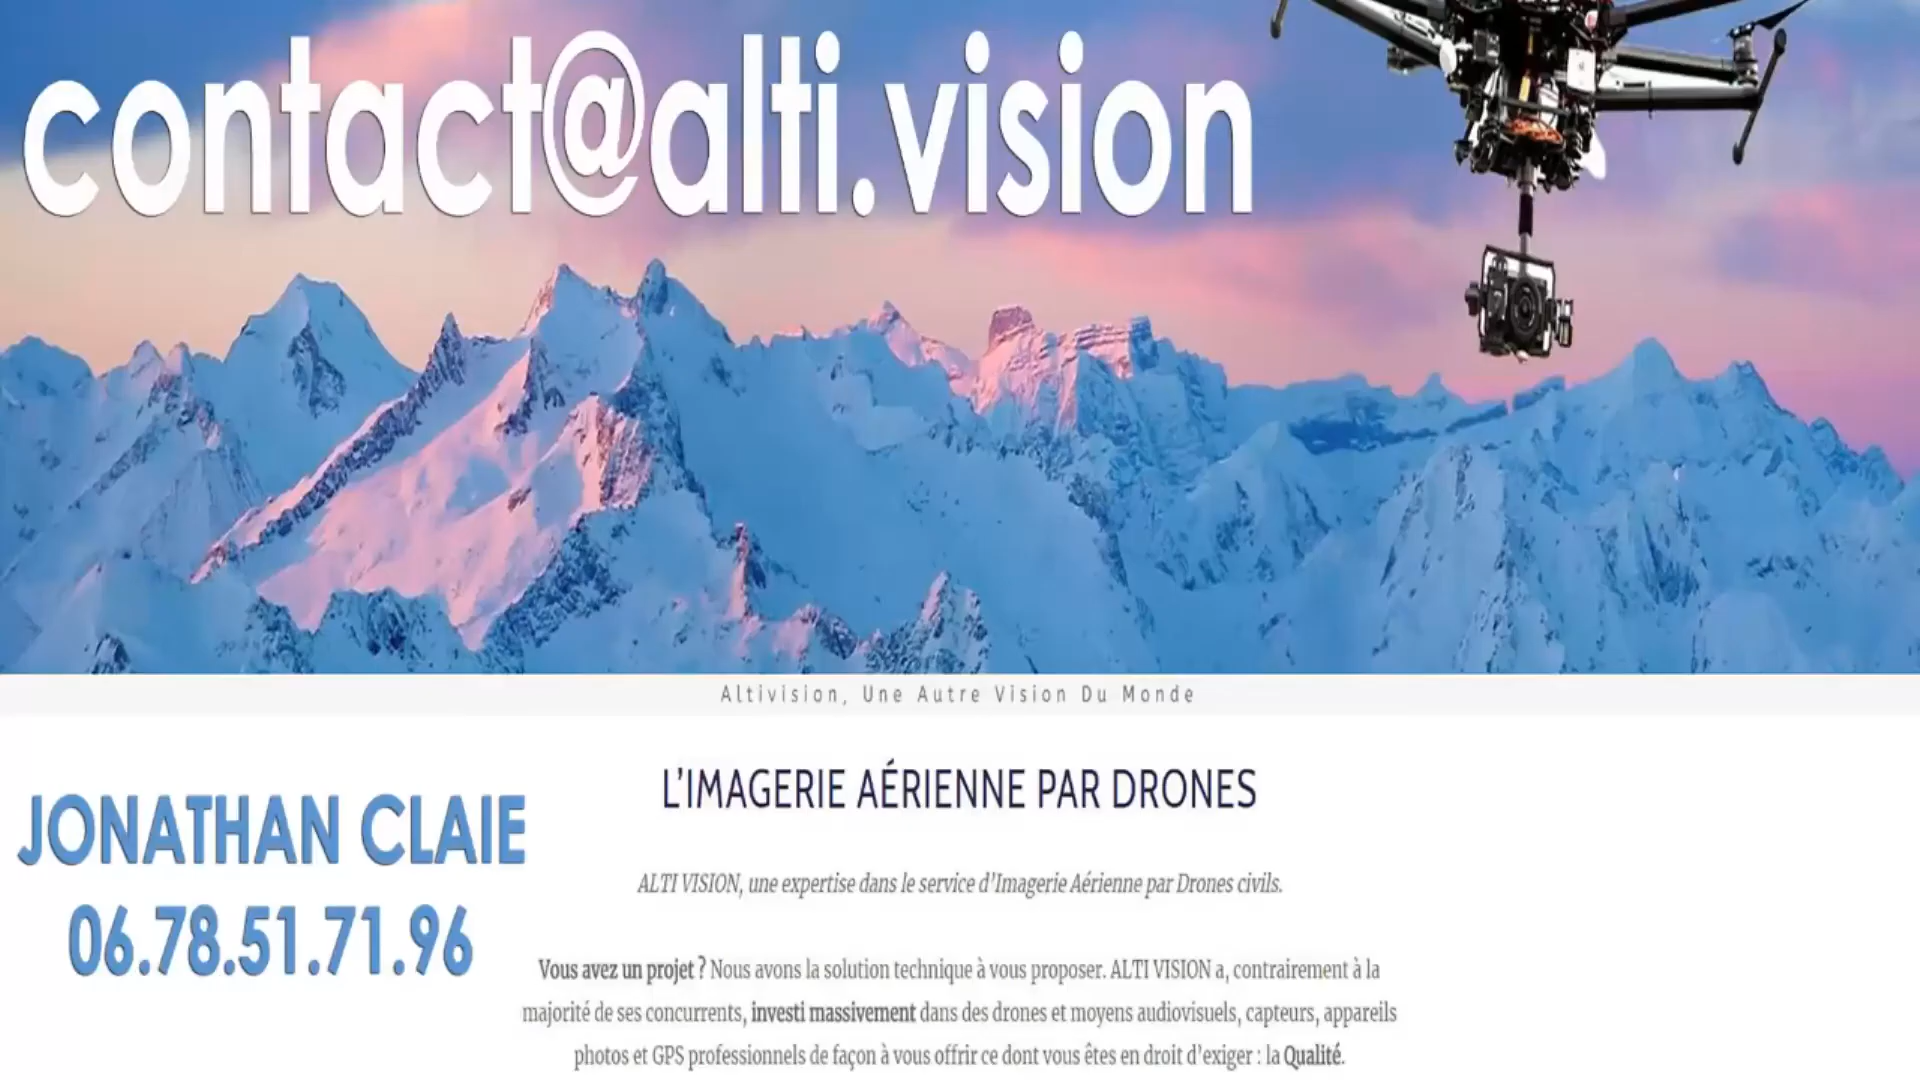 contact@alti.vision
Altivision, Une Autre Vision Du Monde
L'IMAGERIE AÉRIENNE PAR DRONES
JONATHAN CLAIE
06.78.51.71.96
ALTI VISION, une expertise dans le service d'Imagerie Aérienne par Drones civils.
Vous avez un projet ? Nous avons la solution technique à vous proposer. ALTI VISION a, contrairement à la
majorité de ses concurrents, investi massivement dans des drones et moyens audiovisuels, capteurs, appareils
photos et GPS professionnels de façon à vous offrir ce dont vous êtes en droit d'exiger : la Qualité.